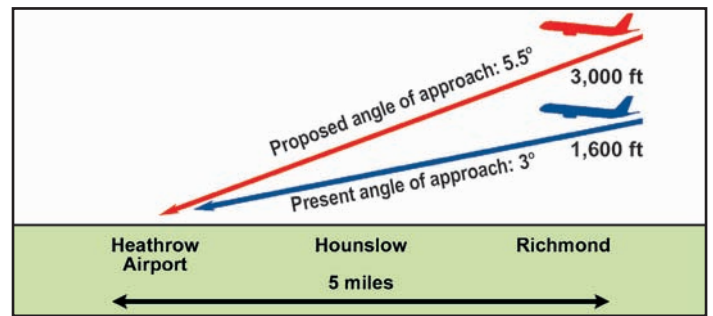 Proposed angle of approach: 5.5°
3,000 ft
Present angle of approach: 3°
1,600 ft
Heathrow
Airport
Hounslow
Richmond
5 miles